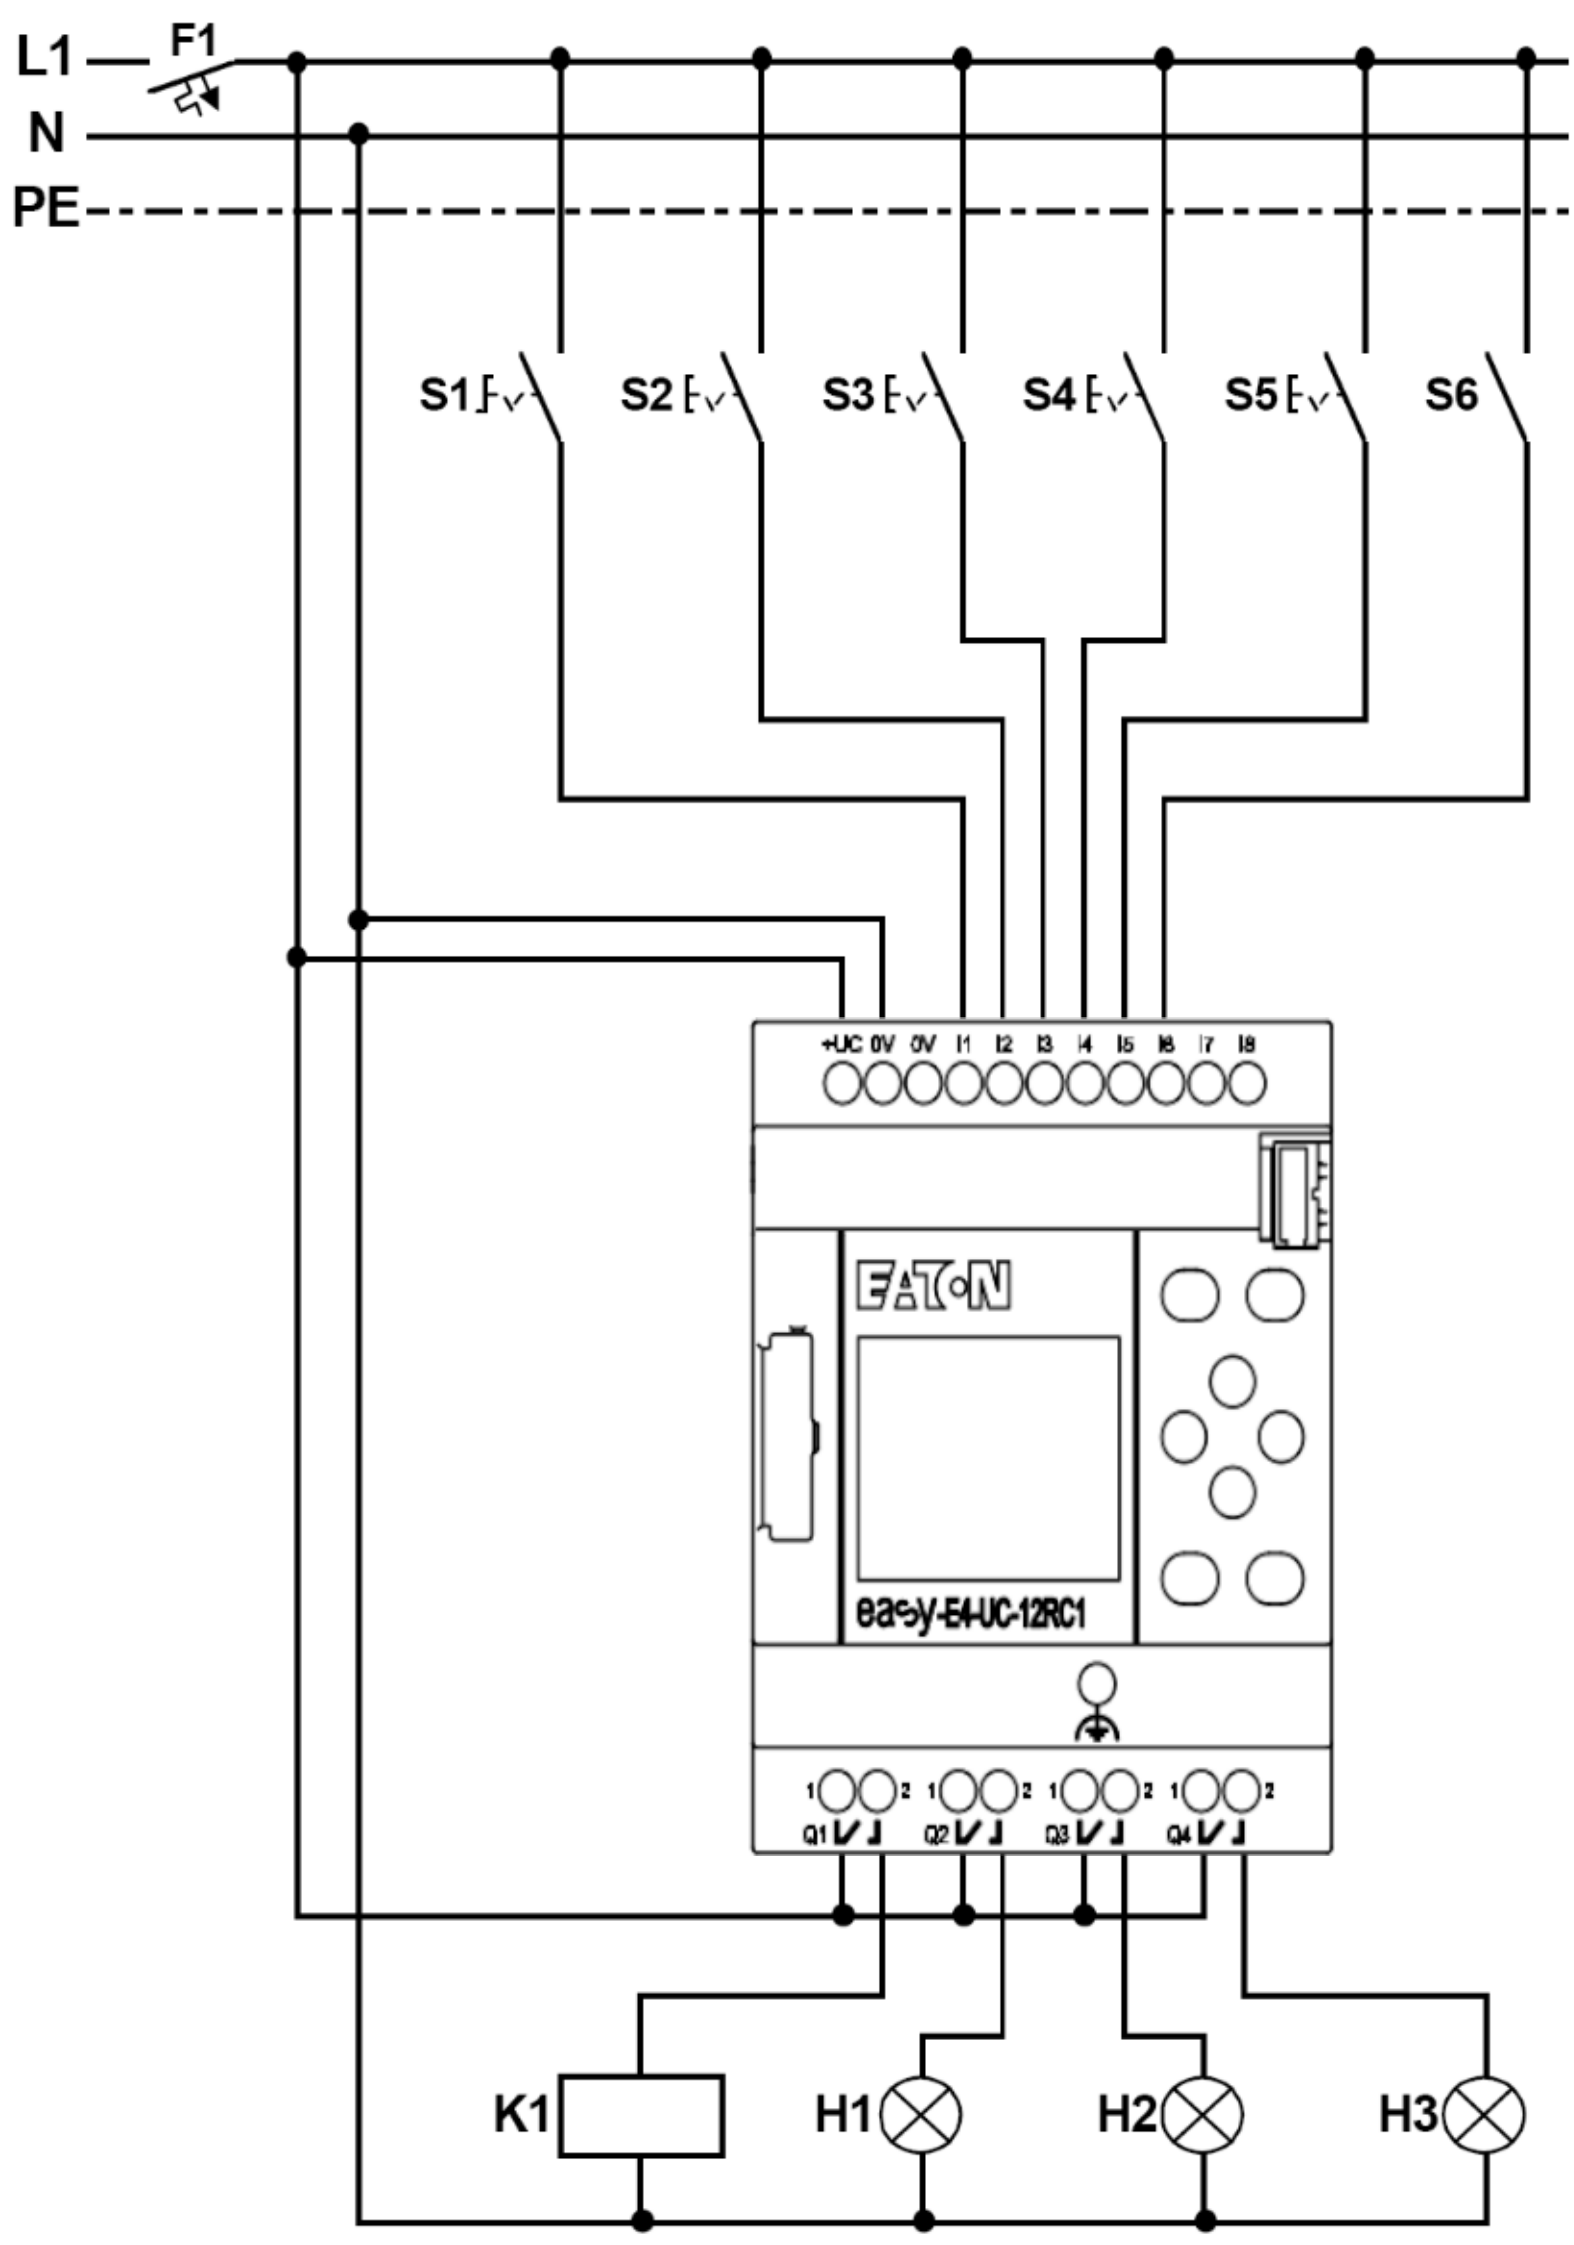 L1 F1
N
PE
S1 S2 S3 S4 S5 S6
+UC 0V 0V I1 I2 I3 I4 I5 I6 I7 I8
EATON
easy-E4-UC-12RC1
1 2 1 2 1 2 1 2
Q1 Q2 Q3 Q4
K1 H1 H2 H3